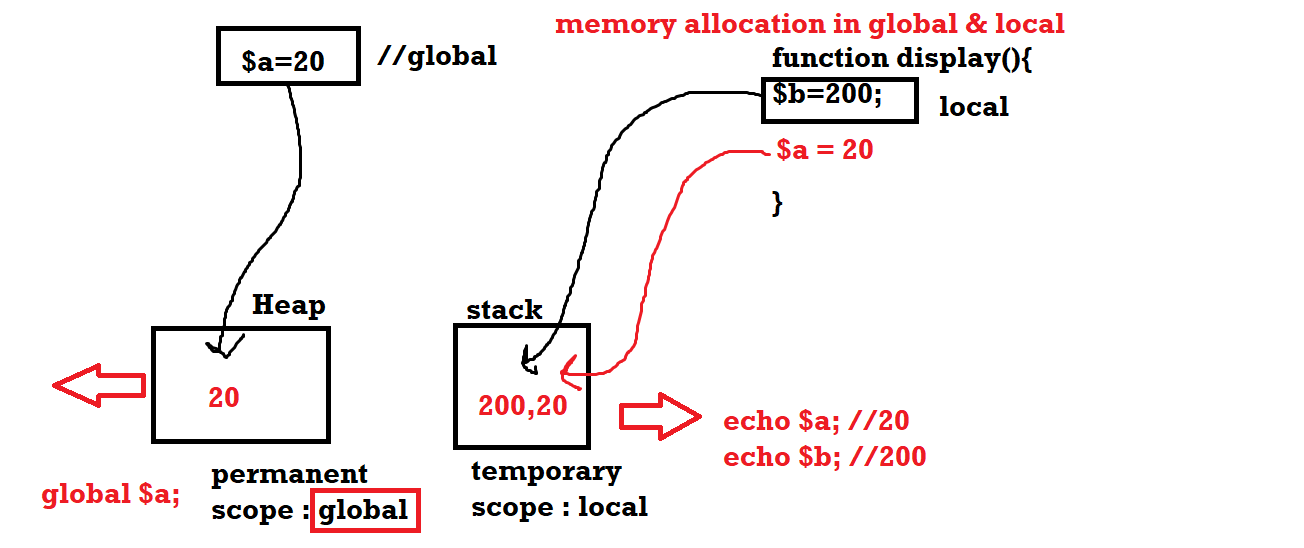 memory allocation in global & local
$a=20
//global
function display(){
$b=200;
local
$a = 20
}
Heap
20
permanent
scope : global
global $a;
stack
200,20
temporary
scope : local
echo $a; //20
echo $b; //200